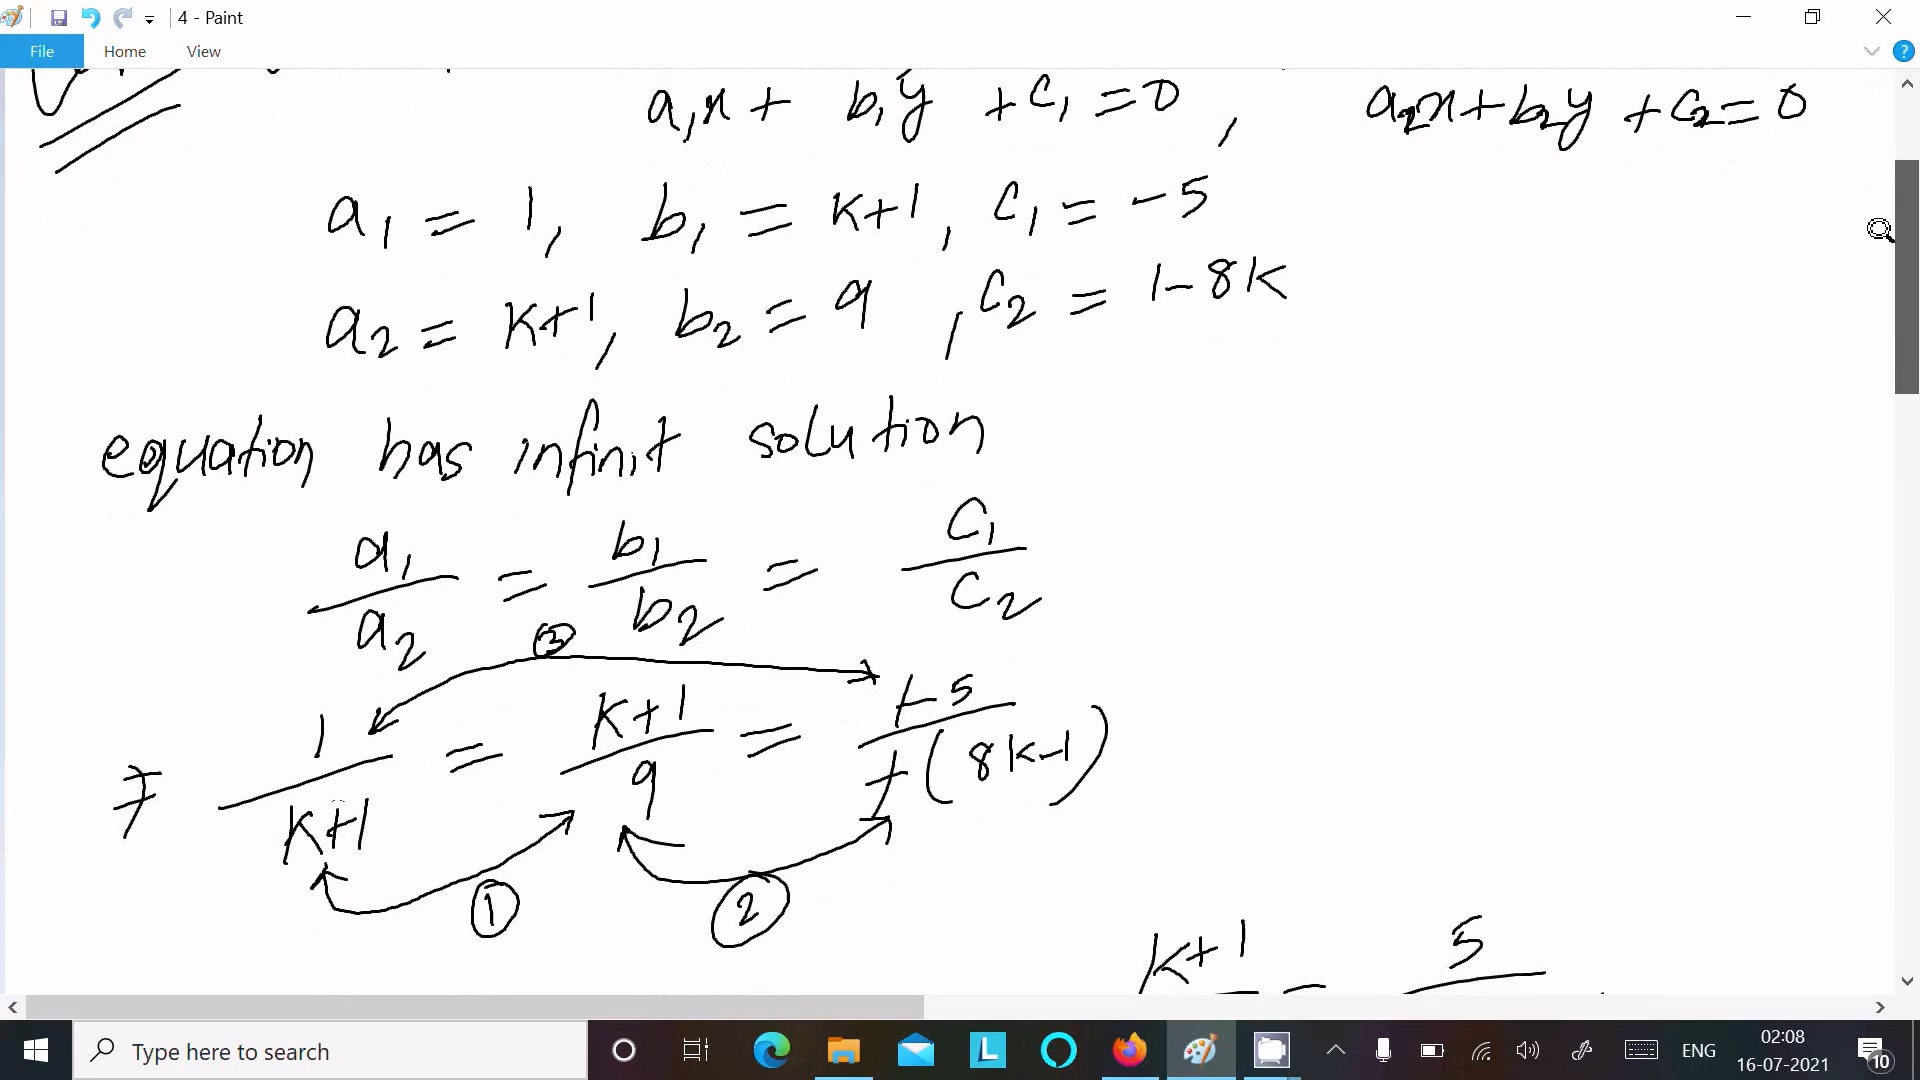 4 - Paint
File Home View
a₁x + b₁y + c₁ = 0 , a₂x + b₂y + c₂ = 0
a₁ = 1, b₁ = k+1, c₁ = -5
a₂ = k+1, b₂ = 9 , c₂ = 1-8k
equation has infinit solution
a₁/a₂ = b₁/b₂ = c₁/c₂
③
⇒ 1/(k+1) = (k+1)/9 = -5/-(8k-1)
① ②
k+1 = 5
Type here to search
ENG
02:08
16-07-2021
10